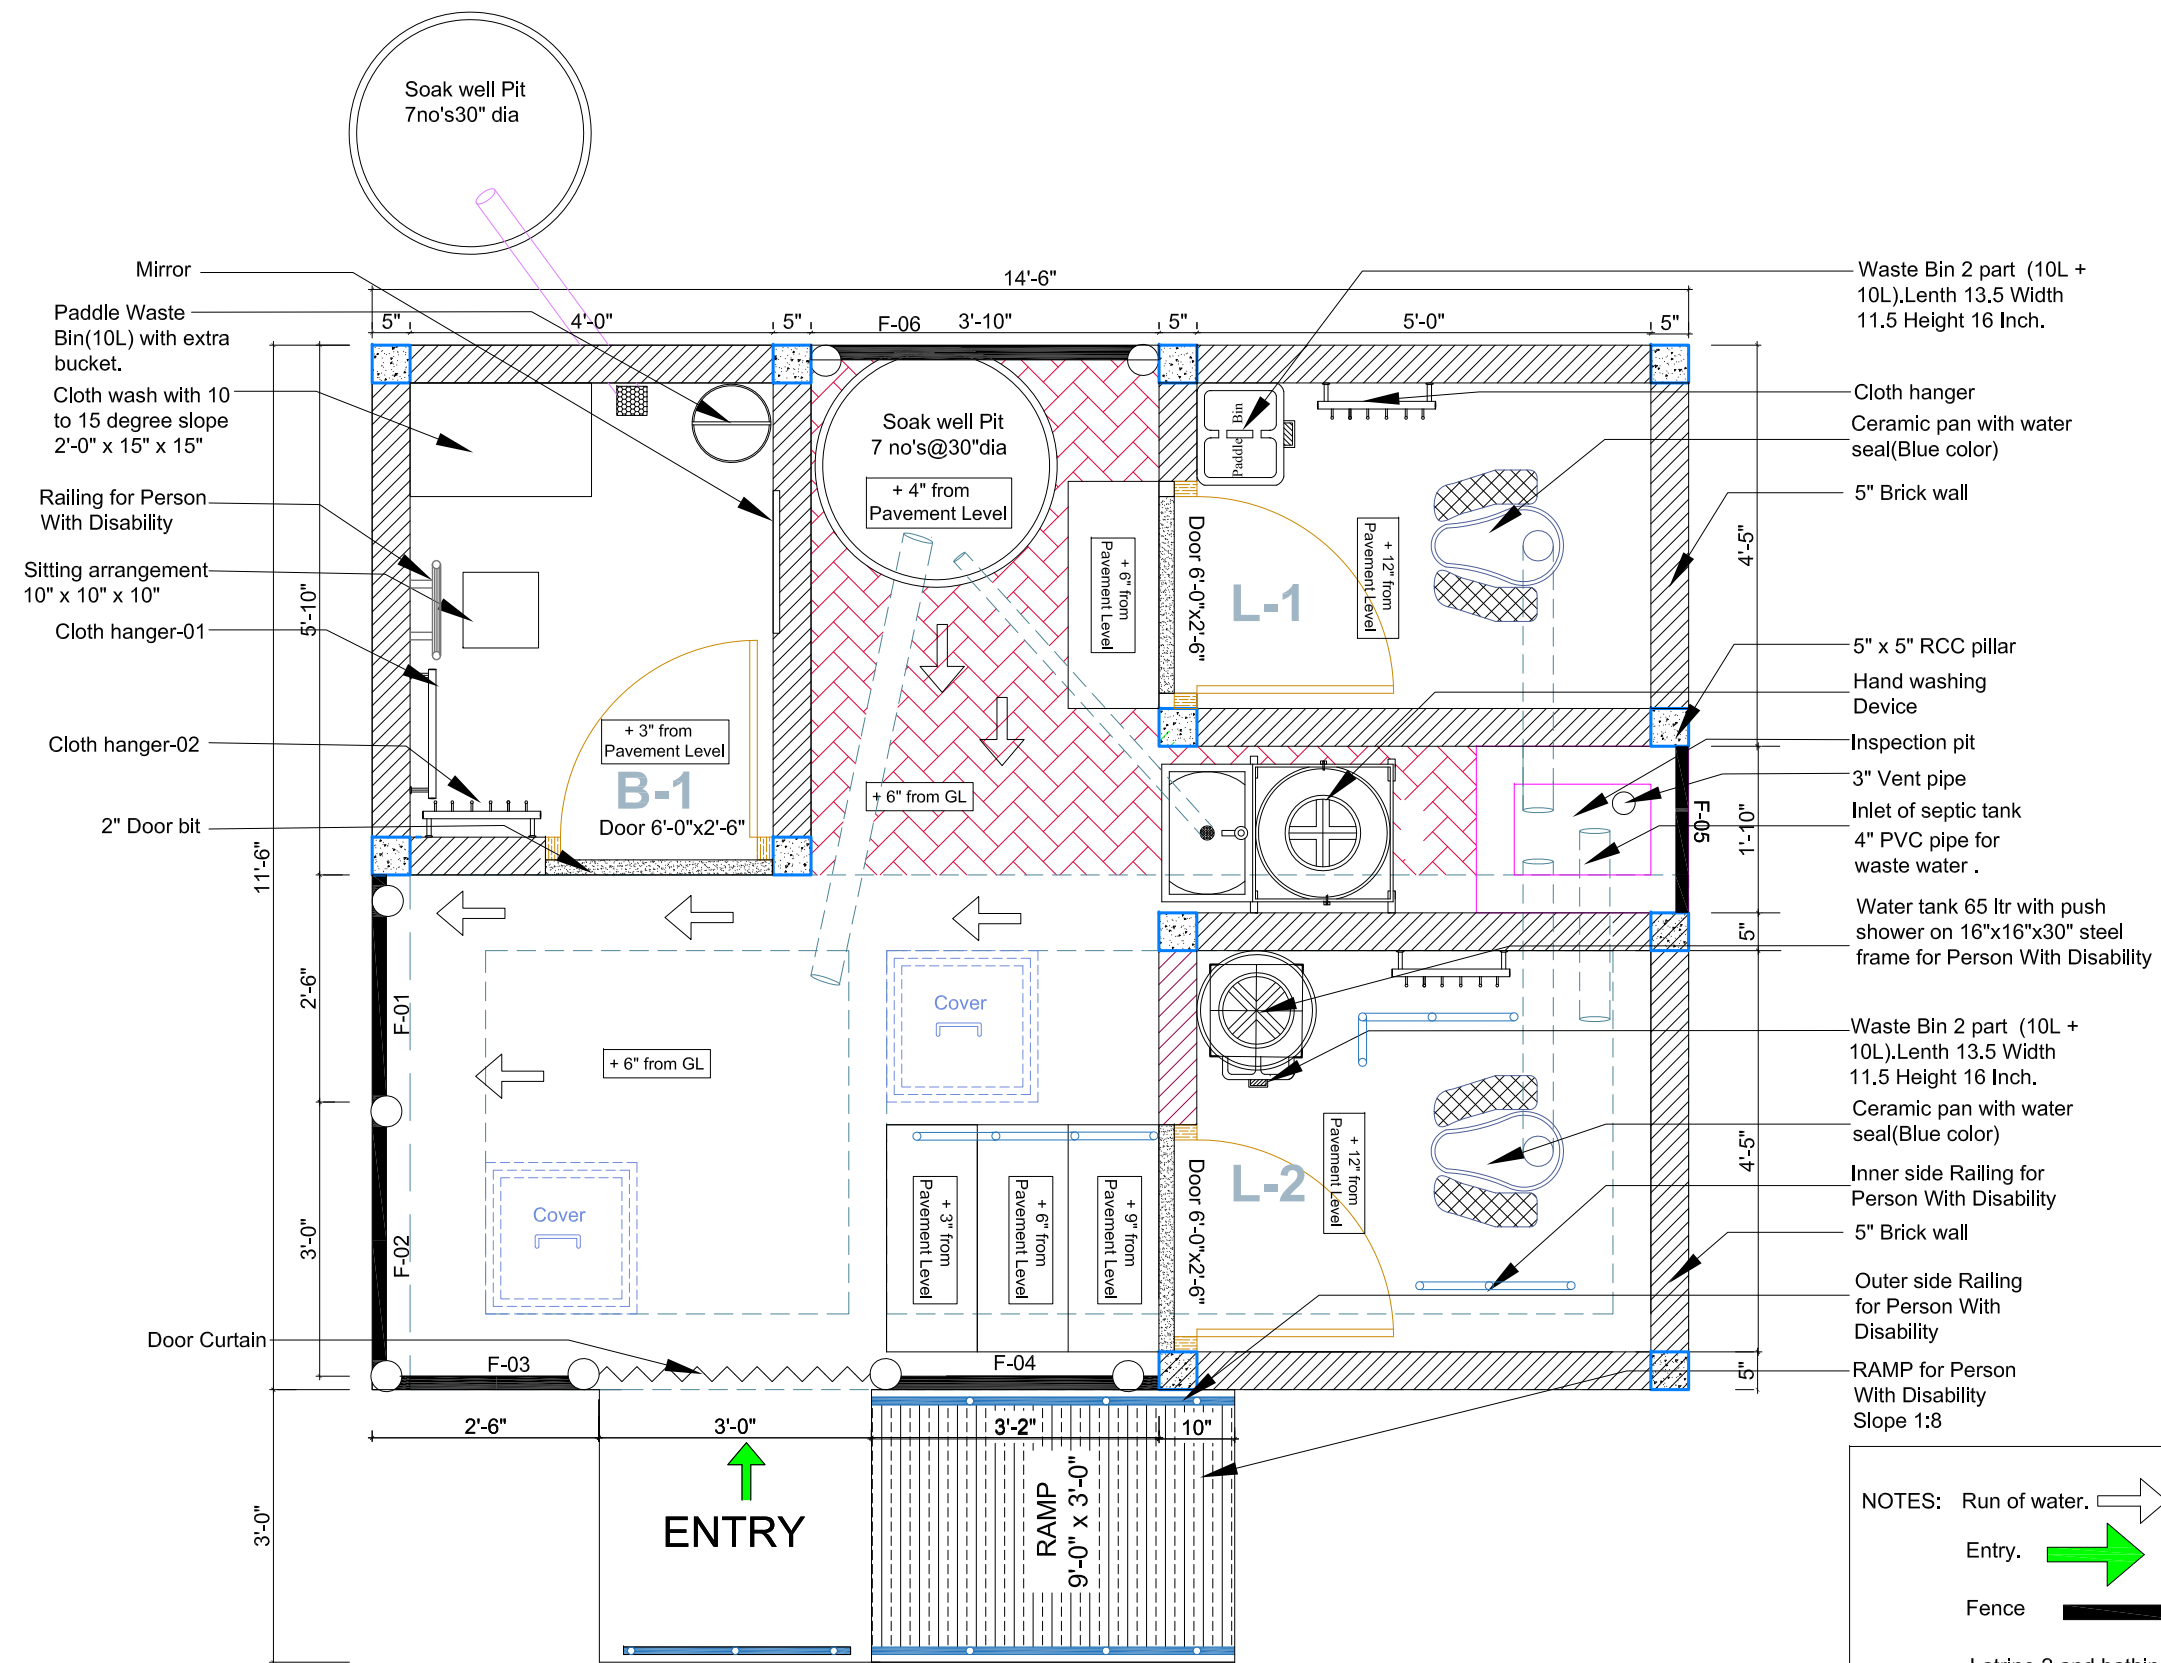 Soak well Pit
7no's30" dia
Mirror
Paddle Waste
Bin(10L) with extra
bucket.
Cloth wash with 10
to 15 degree slope
2'-0" x 15" x 15"
Railing for Person
With Disability
Sitting arrangement
10" x 10" x 10"
Cloth hanger-01
Cloth hanger-02
2" Door bit
Door Curtain
14'-6"
5"
4'-0"
5"
F-06
3'-10"
5"
5'-0"
5"
5'-10"
11'-6"
2'-6"
3'-0"
3'-0"
Soak well Pit
7 no's@30"dia
+ 4" from
Pavement Level
+ 6" from
Pavement Level
Paddle Bin
Door 6'-0"x2'-6"
L-1
+ 12" from
Pavement Level
+ 3" from
Pavement Level
B-1
Door 6'-0"x2'-6"
+ 6" from GL
F-01
F-02
+ 6" from GL
Cover
Cover
+ 3" from
Pavement Level
+ 6" from
Pavement Level
+ 9" from
Pavement Level
Door 6'-0"x2'-6"
L-2
+ 12" from
Pavement Level
F-03
F-04
F-05
4'-5"
1'-10"
5"
4'-5"
5"
2'-6"
3'-0"
3'-2"
10"
ENTRY
RAMP
9'-0" x 3'-0"
Waste Bin 2 part (10L +
10L).Lenth 13.5 Width
11.5 Height 16 Inch.
Cloth hanger
Ceramic pan with water
seal(Blue color)
5" Brick wall
5" x 5" RCC pillar
Hand washing
Device
Inspection pit
3" Vent pipe
Inlet of septic tank
4" PVC pipe for
waste water .
Water tank 65 ltr with push
shower on 16"x16"x30" steel
frame for Person With Disability
Waste Bin 2 part (10L +
10L).Lenth 13.5 Width
11.5 Height 16 Inch.
Ceramic pan with water
seal(Blue color)
Inner side Railing for
Person With Disability
5" Brick wall
Outer side Railing
for Person With
Disability
RAMP for Person
With Disability
Slope 1:8
NOTES: Run of water.
Entry.
Fence